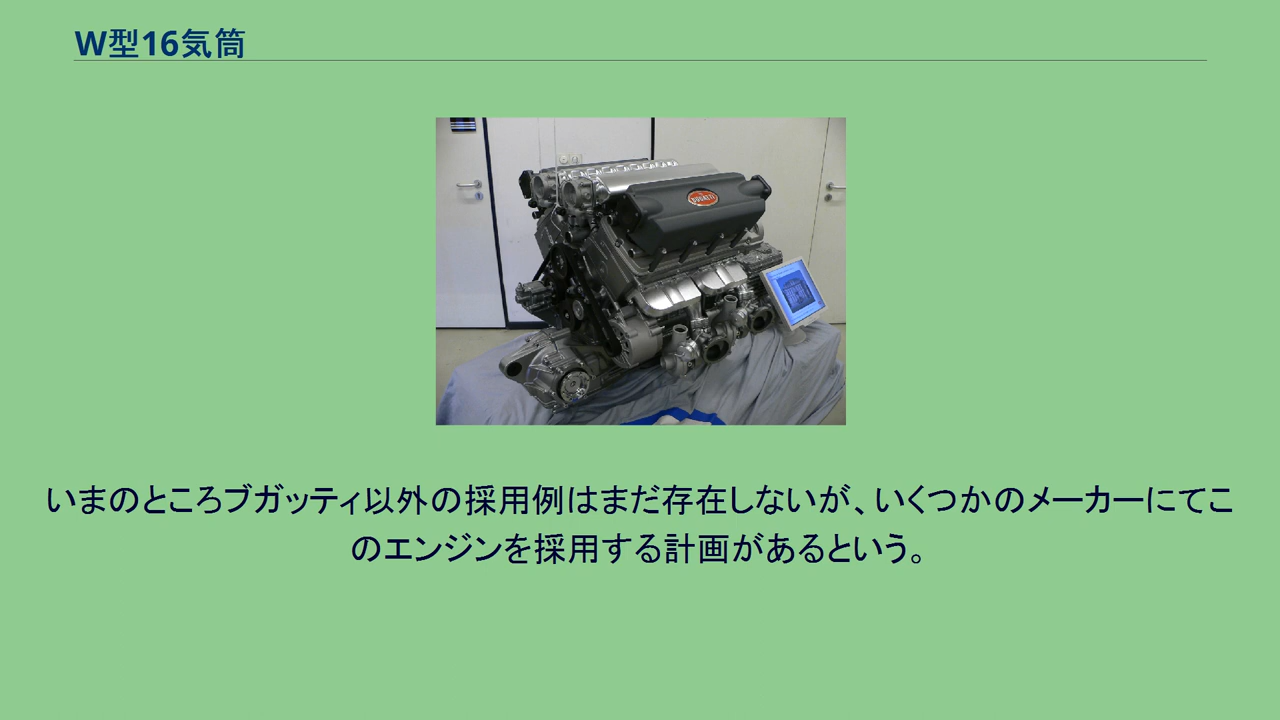 W型16気筒
BUGATTI
いまのところブガッティ以外の採用例はまだ存在しないが、いくつかのメーカーにてこ
のエンジンを採用する計画があるという。